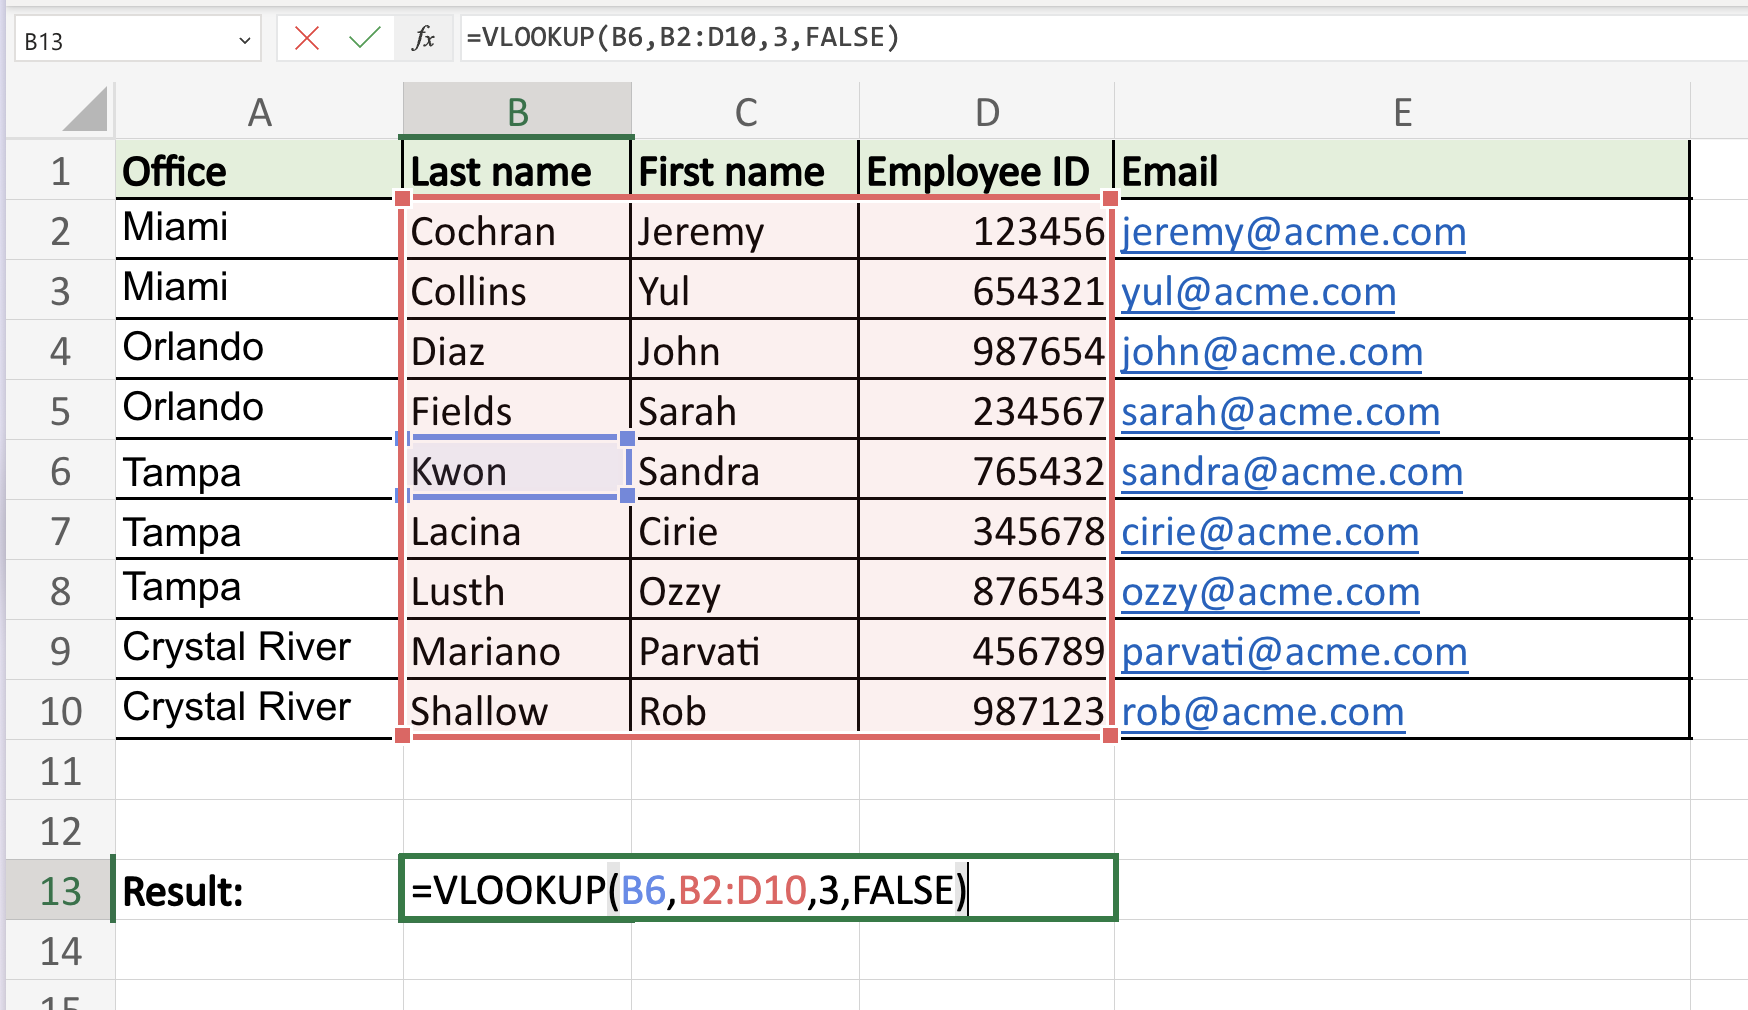 B13 fx =VLOOKUP(B6,B2:D10,3,FALSE)
A B C D E
1 Office Last name First name Employee ID Email
2 Miami Cochran Jeremy 123456 jeremy@acme.com
3 Miami Collins Yul 654321 yul@acme.com
4 Orlando Diaz John 987654 john@acme.com
5 Orlando Fields Sarah 234567 sarah@acme.com
6 Tampa Kwon Sandra 765432 sandra@acme.com
7 Tampa Lacina Cirie 345678 cirie@acme.com
8 Tampa Lusth Ozzy 876543 ozzy@acme.com
9 Crystal River Mariano Parvati 456789 parvati@acme.com
10 Crystal River Shallow Rob 987123 rob@acme.com
11
12
13 Result: =VLOOKUP(B6,B2:D10,3,FALSE)
14
15